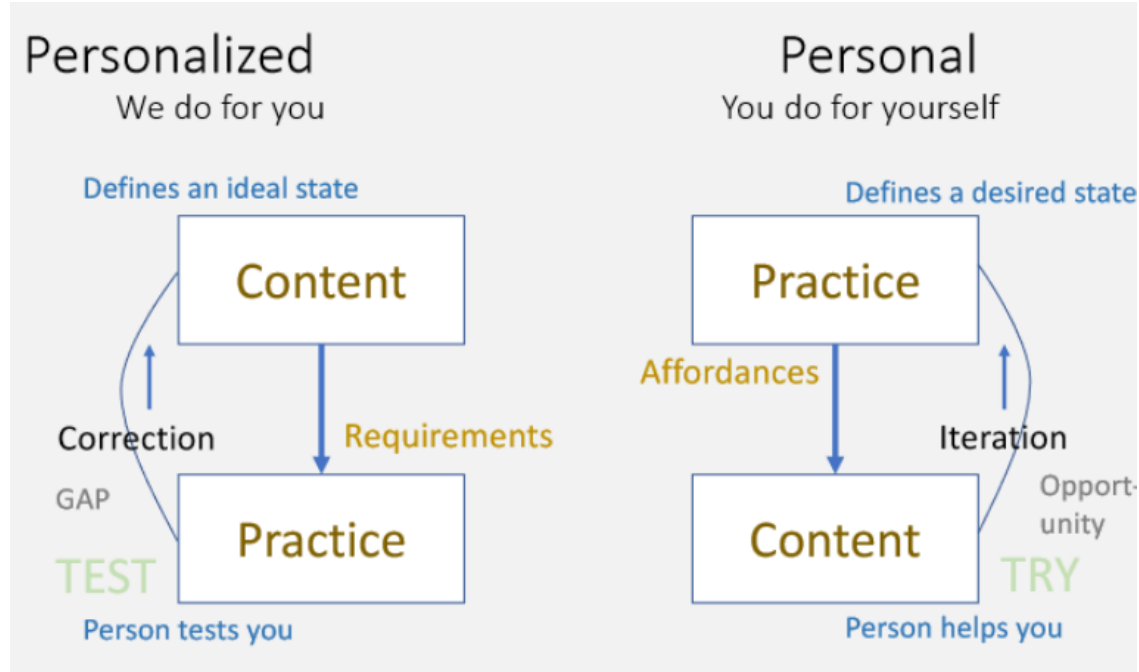 Personalized
We do for you
Defines an ideal state
Content
Correction
Requirements
GAP
Practice
TEST
Person tests you
Personal
You do for yourself
Defines a desired state
Practice
Affordances
Iteration
Opport-
unity
Content
TRY
Person helps you